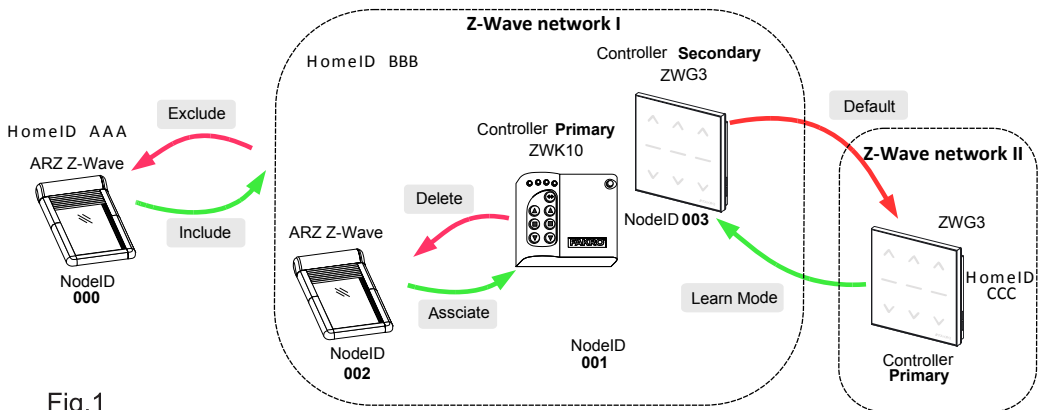 Z-Wave network I
HomeID BBB
Controller Secondary
ZWG3
Exclude
Default
HomeID AAA
Controller Primary
ZWK10
Z-Wave network II
ARZ Z-Wave
Delete
NodeID 003
ZWG3
Include
ARZ Z-Wave
FAKRO
NodeID
000
HomeID
CCC
Learn Mode
Assciate
NodeID
002
NodeID
001
Controller
Primary
Fig.1